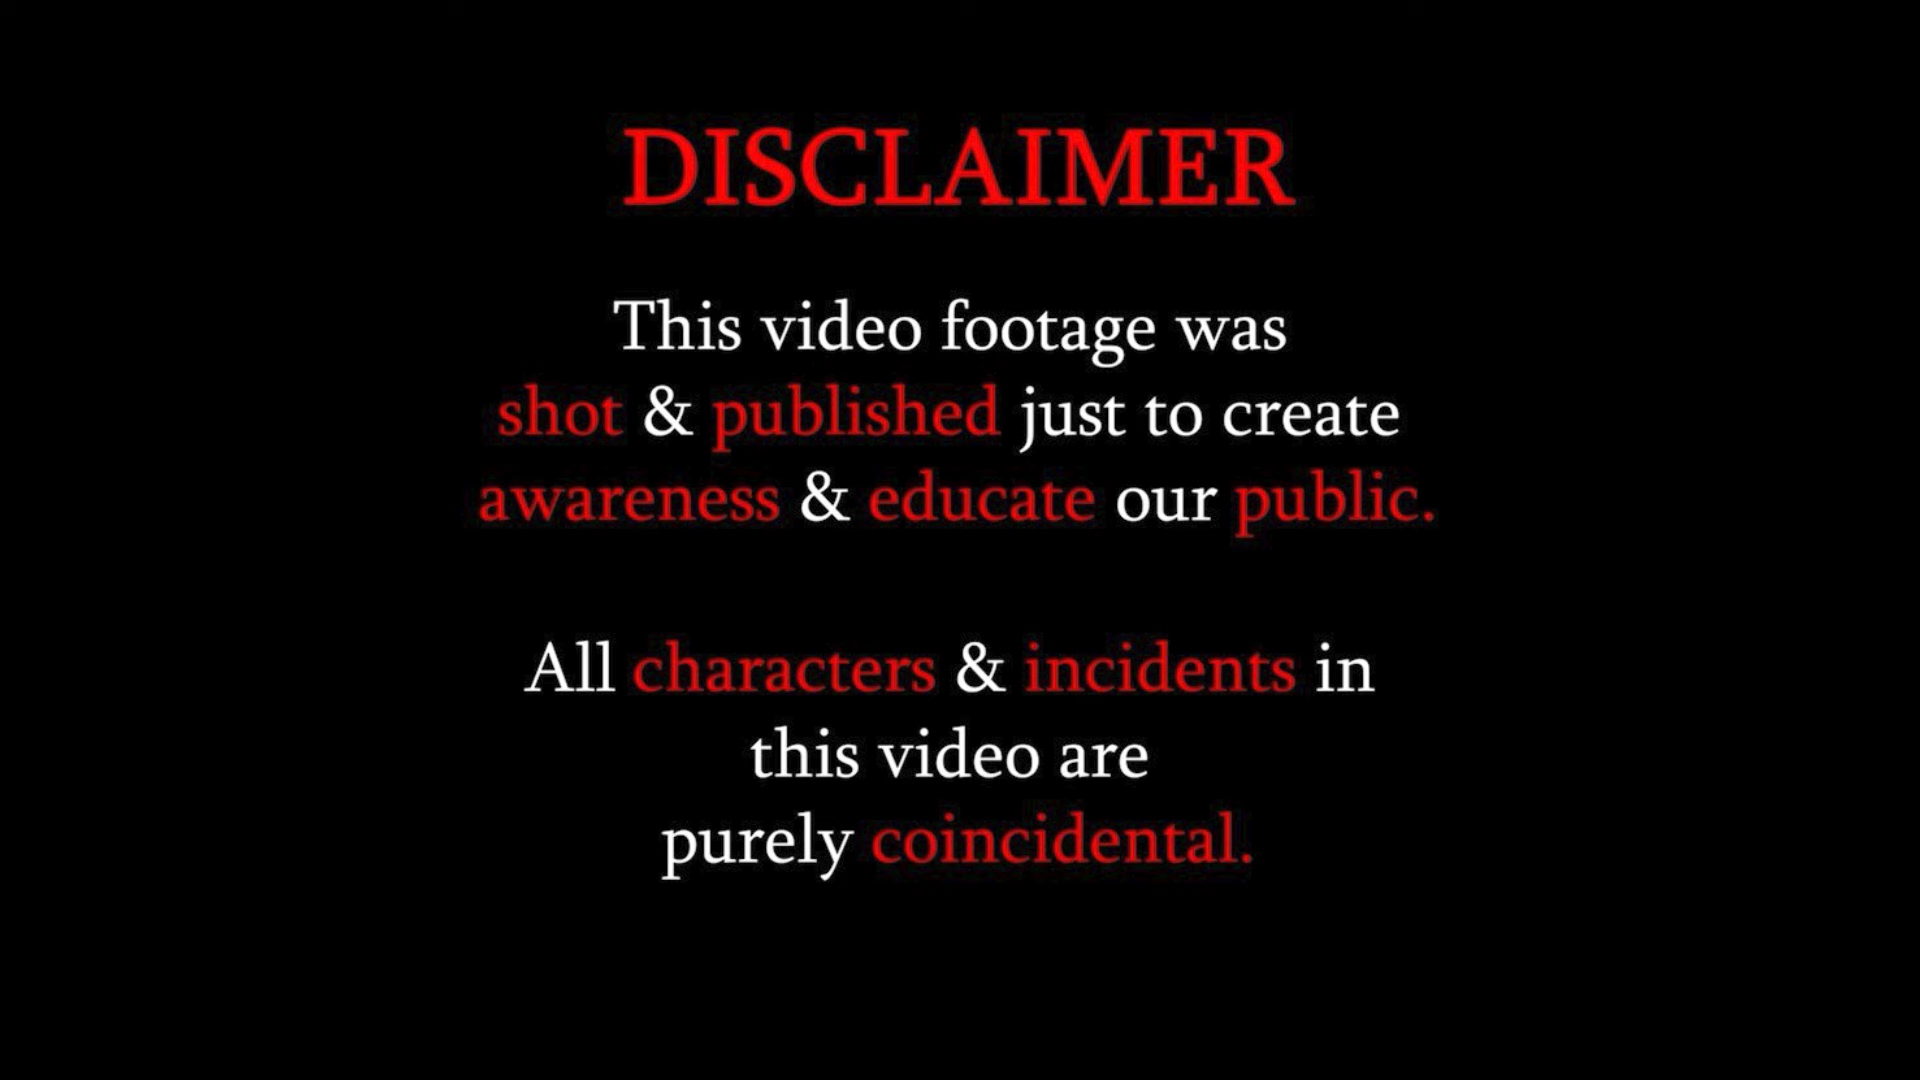 DISCLAIMER
This video footage was
shot & published just to create
awareness & educate our public.
All characters & incidents in
this video are
purely coincidental.